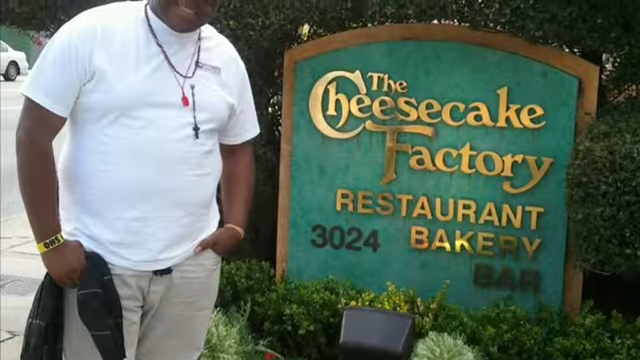 The
Cheesecake
Factory
RESTAURANT
3024 BAKERY
BAR